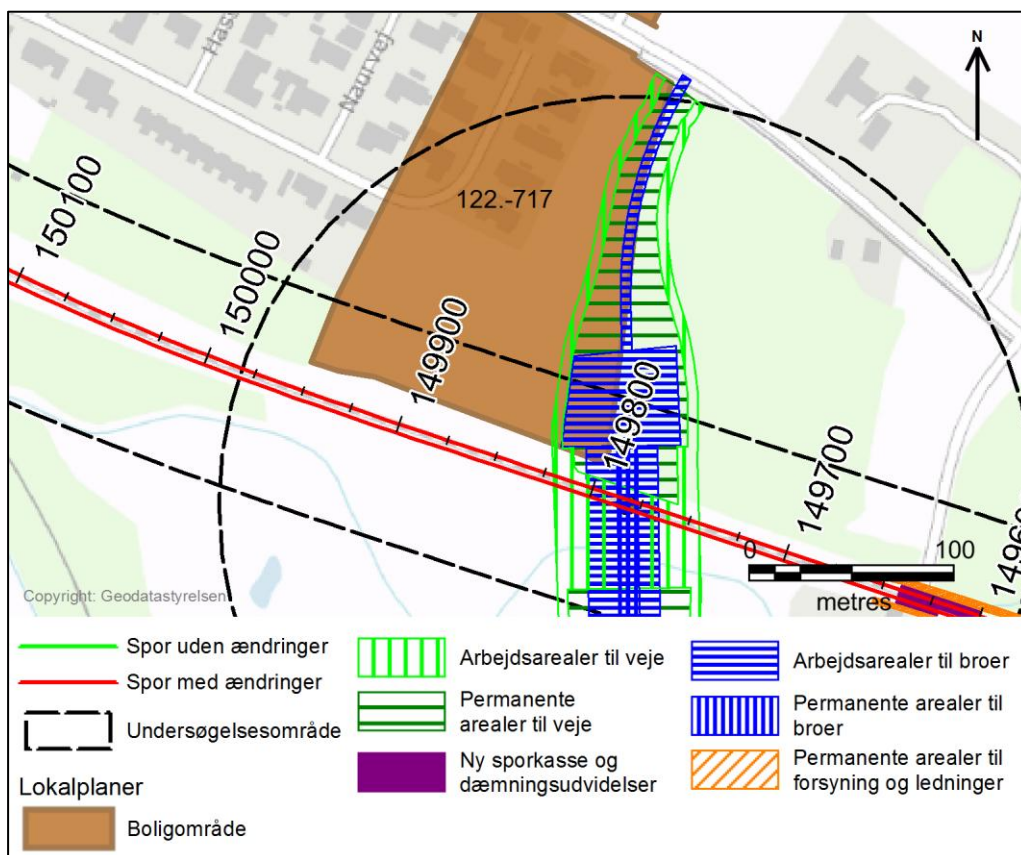 N
Naurvej
122.-717
150100
150000
149900
149800
149700
0 100
metres
Copyright: Geodatastyrelsen
Spor uden ændringer
Spor med ændringer
Undersøgelsesområde
Lokalplaner
Boligområde
Arbejdsarealer til veje
Permanente
arealer til veje
Ny sporkasse og
dæmningsudvidelser
Arbejdsarealer til broer
Permanente arealer til
broer
Permanente arealer til
forsyning og ledninger